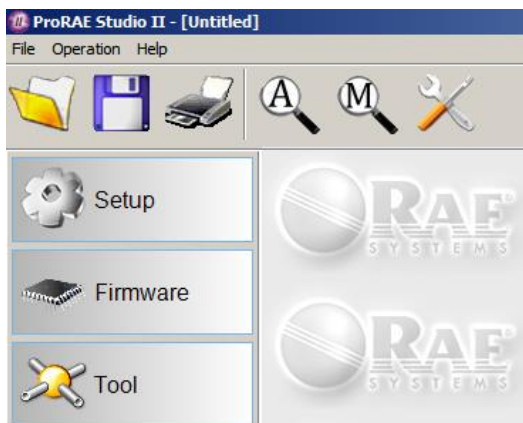 ProRAE Studio II - [Untitled]
File Operation Help
A M
Setup
RAE
SYSTEMS
Firmware
RAE
SYSTEMS
Tool